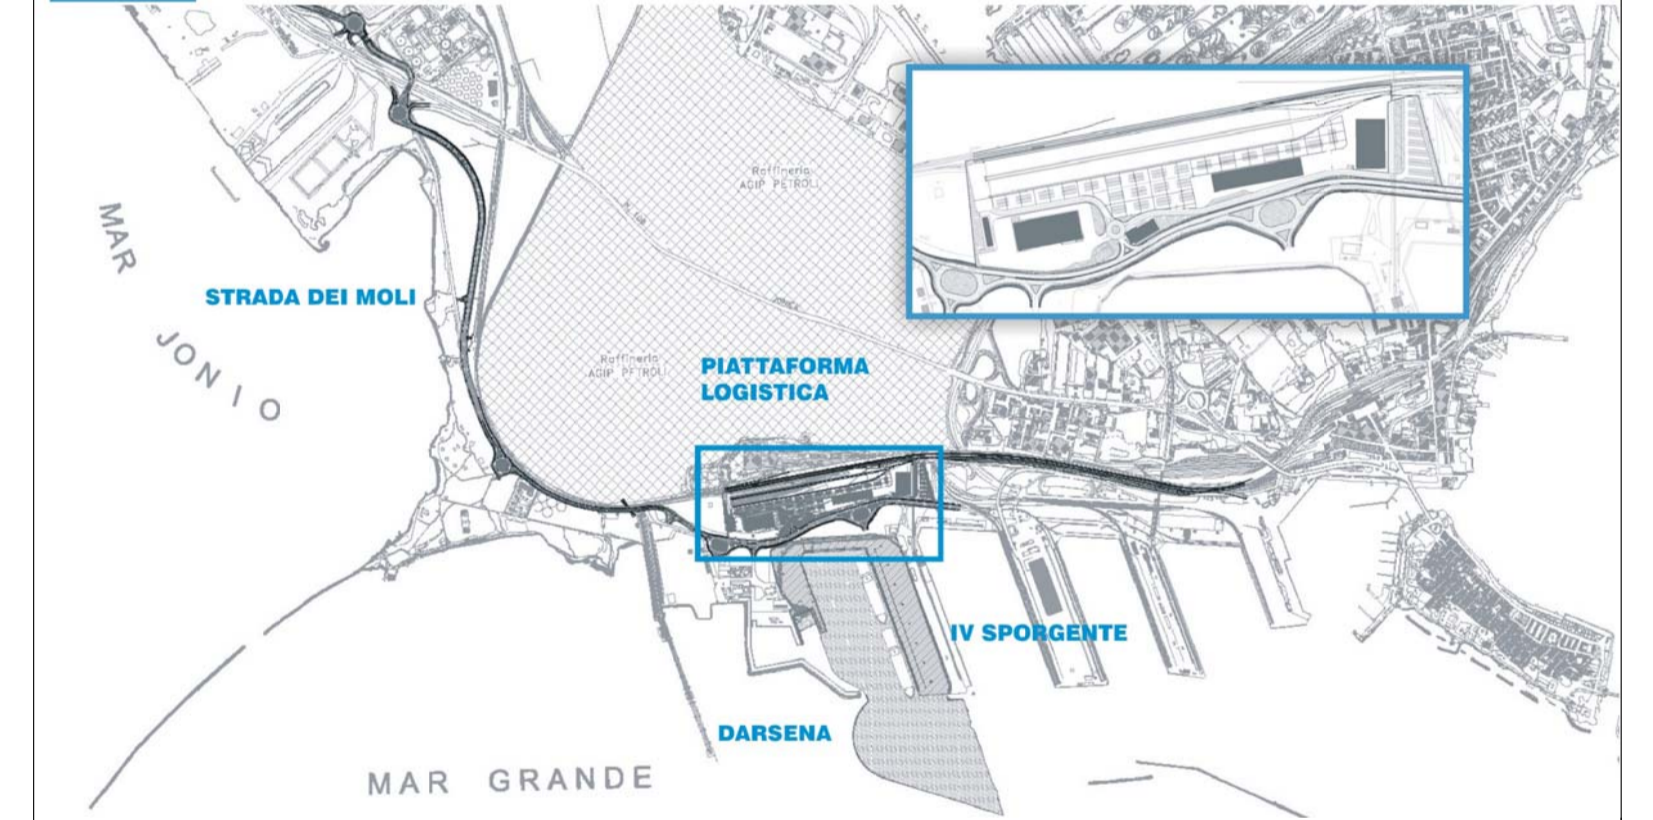 Raffineria
AGIP PETROLI
MAR
JONIO
STRADA DEI MOLI
Raffineria
AGIP PETROLI
PIATTAFORMA
LOGISTICA
IV SPORGENTE
DARSENA
MAR GRANDE